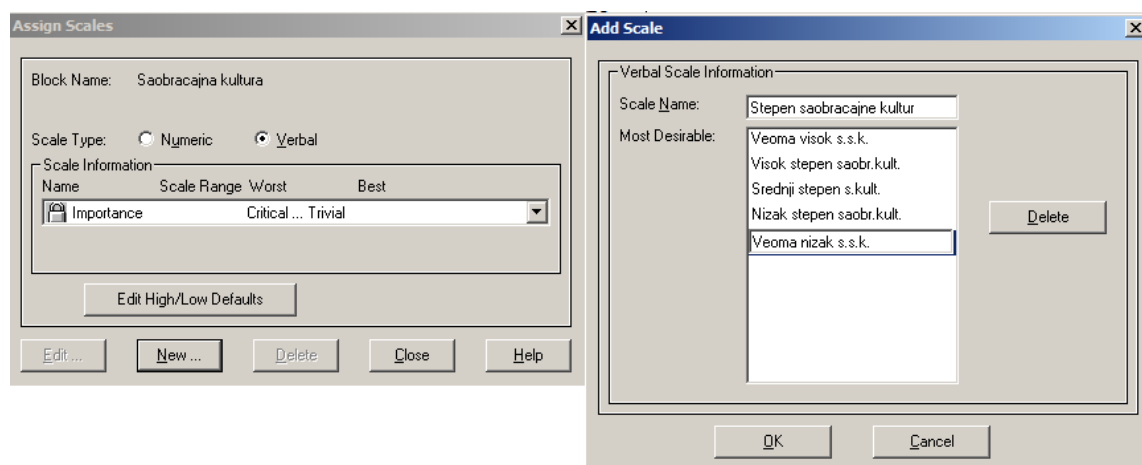 Assign Scales
Block Name: Saobracajna kultura
Scale Type: Numeric Verbal
Scale Information
Name Scale Range Worst Best
Importance Critical ... Trivial
Edit High/Low Defaults
Edit ... New ... Delete Close Help
Add Scale
Verbal Scale Information
Scale Name: Stepen saobracajne kultur
Most Desirable: Veoma visok s.s.k.
Visok stepen saobr.kult.
Srednji stepen s.kult.
Nizak stepen saobr.kult.
Veoma nizak s.s.k.
Delete
OK Cancel